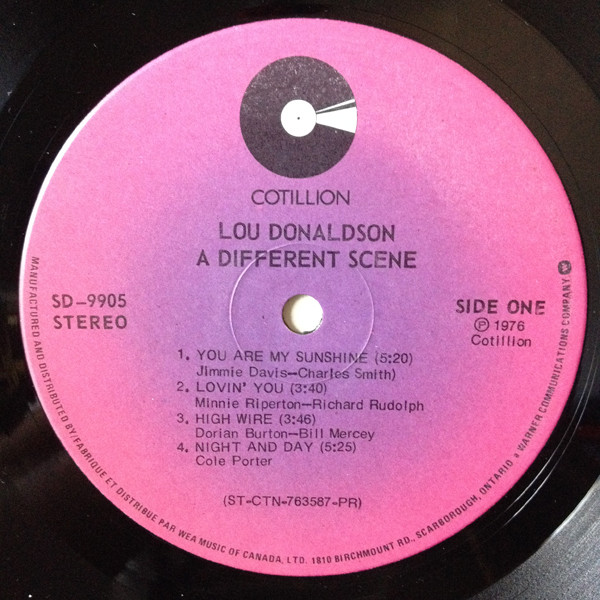 COTILLION
LOU DONALDSON
A DIFFERENT SCENE
SD-9905
STEREO
SIDE ONE
Ⓟ 1976
Cotillion
1. YOU ARE MY SUNSHINE (5:20)
Jimmie Davis—Charles Smith)
2. LOVIN' YOU (3:40)
Minnie Riperton—Richard Rudolph
3. HIGH WIRE (3:46)
Dorian Burton—Bill Mercey
4. NIGHT AND DAY (5:25)
Cole Porter
(ST-CTN-763587-PR)
MANUFACTURED AND DISTRIBUTED BY/FABRIQUE ET DISTRIBUE PAR WEA MUSIC OF CANADA, LTD. 1810 BIRCHMOUNT RD., SCARBOROUGH, ONTARIO A WARNER COMMUNICATIONS COMPANY